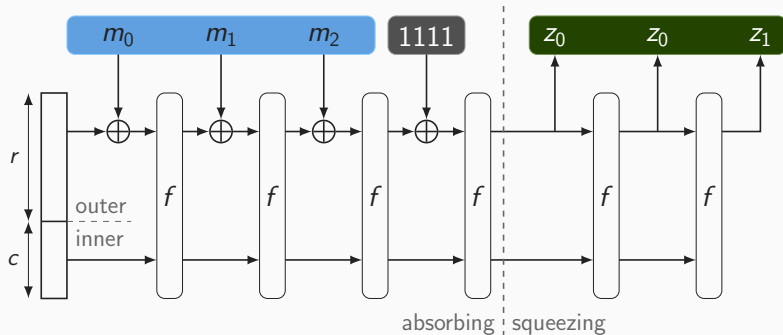 m0 m1 m2 1111 z0 z0 z1
r
f f f f f f
outer
inner
c
absorbing squeezing